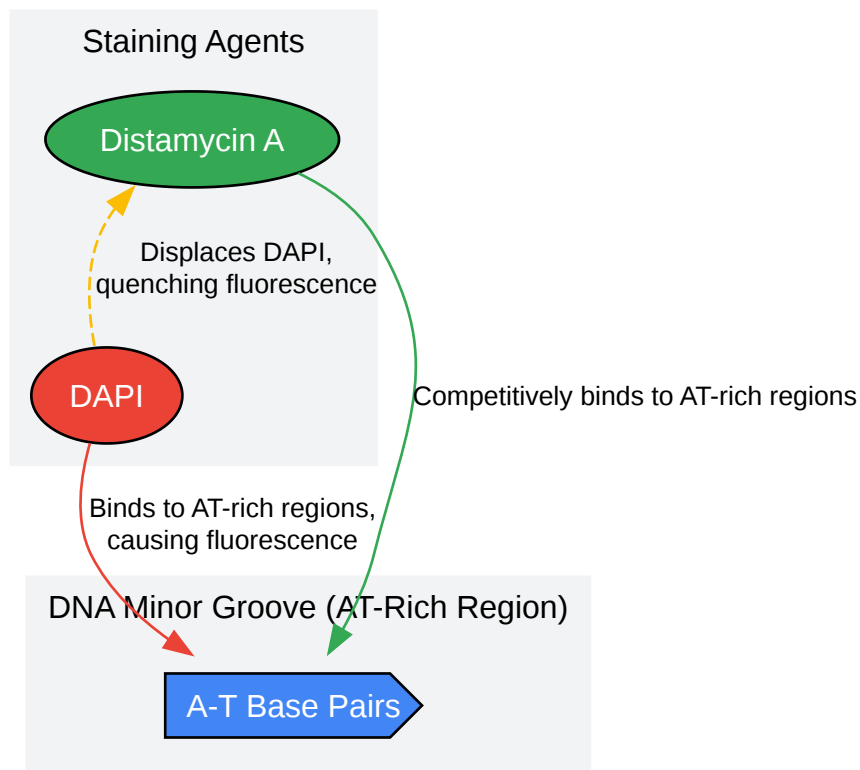 Staining Agents
Distamycin A
Displaces DAPI,
quenching fluorescence
DAPI
Competitively binds to AT-rich regions
Binds to AT-rich regions,
causing fluorescence
DNA Minor Groove (AT-Rich Region)
A-T Base Pairs